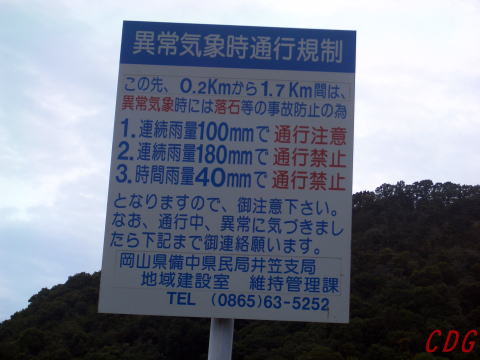 異常気象時通行規制
この先、0.2Kmから1.7Km間は、
異常気象時には落石等の事故防止の為
1.連続雨量100mmで 通行注意
2.連続雨量180mmで 通行禁止
3.時間雨量40mmで 通行禁止
となりますので、御注意下さい。
なお、通行中、異常に気づきまし
たら下記まで御連絡願います。
岡山県備中県民局井笠支局
地域建設室 維持管理課
TEL (0865)63-5252
CDG